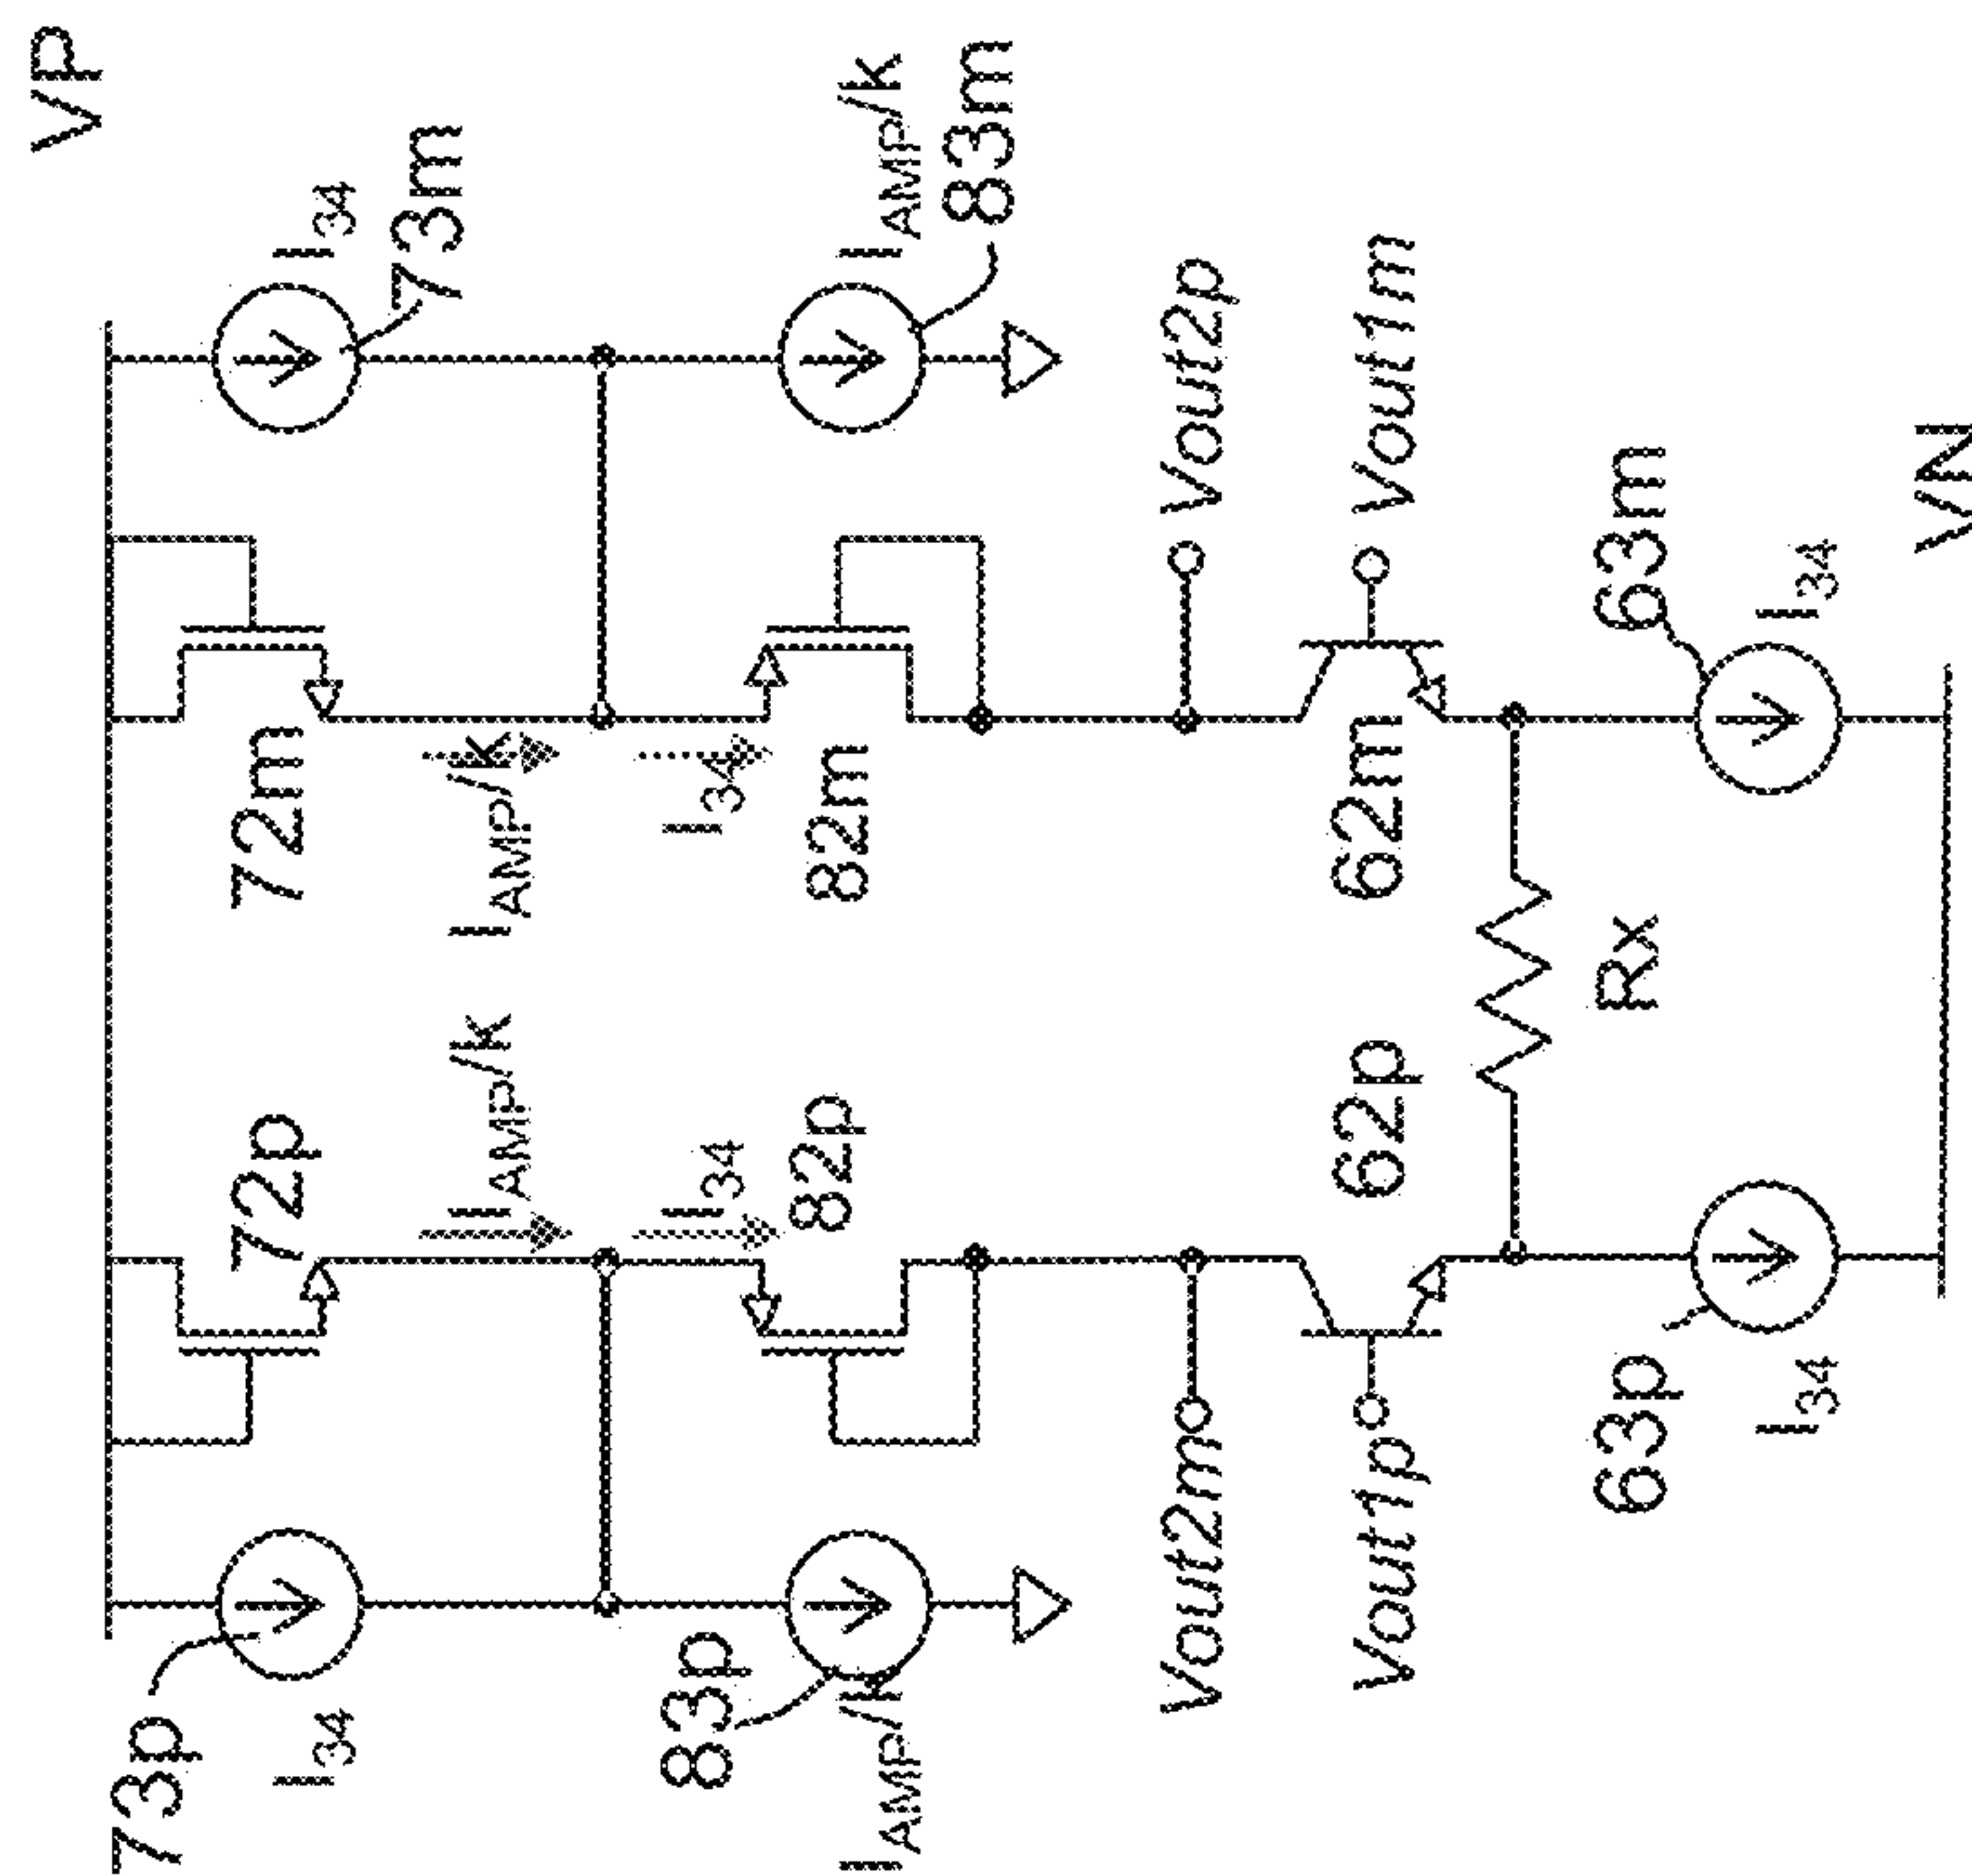 VP
73p
I34
72p
72m
I34
73m
IAMP/k
IAMP/k
I34
I34
83p
IAMP/k
82p
82m
IAMP/k
83m
Vout2m
Vout2p
Vout1p
62p
62m
Vout1m
Rx
63p
I34
63m
I34
VN